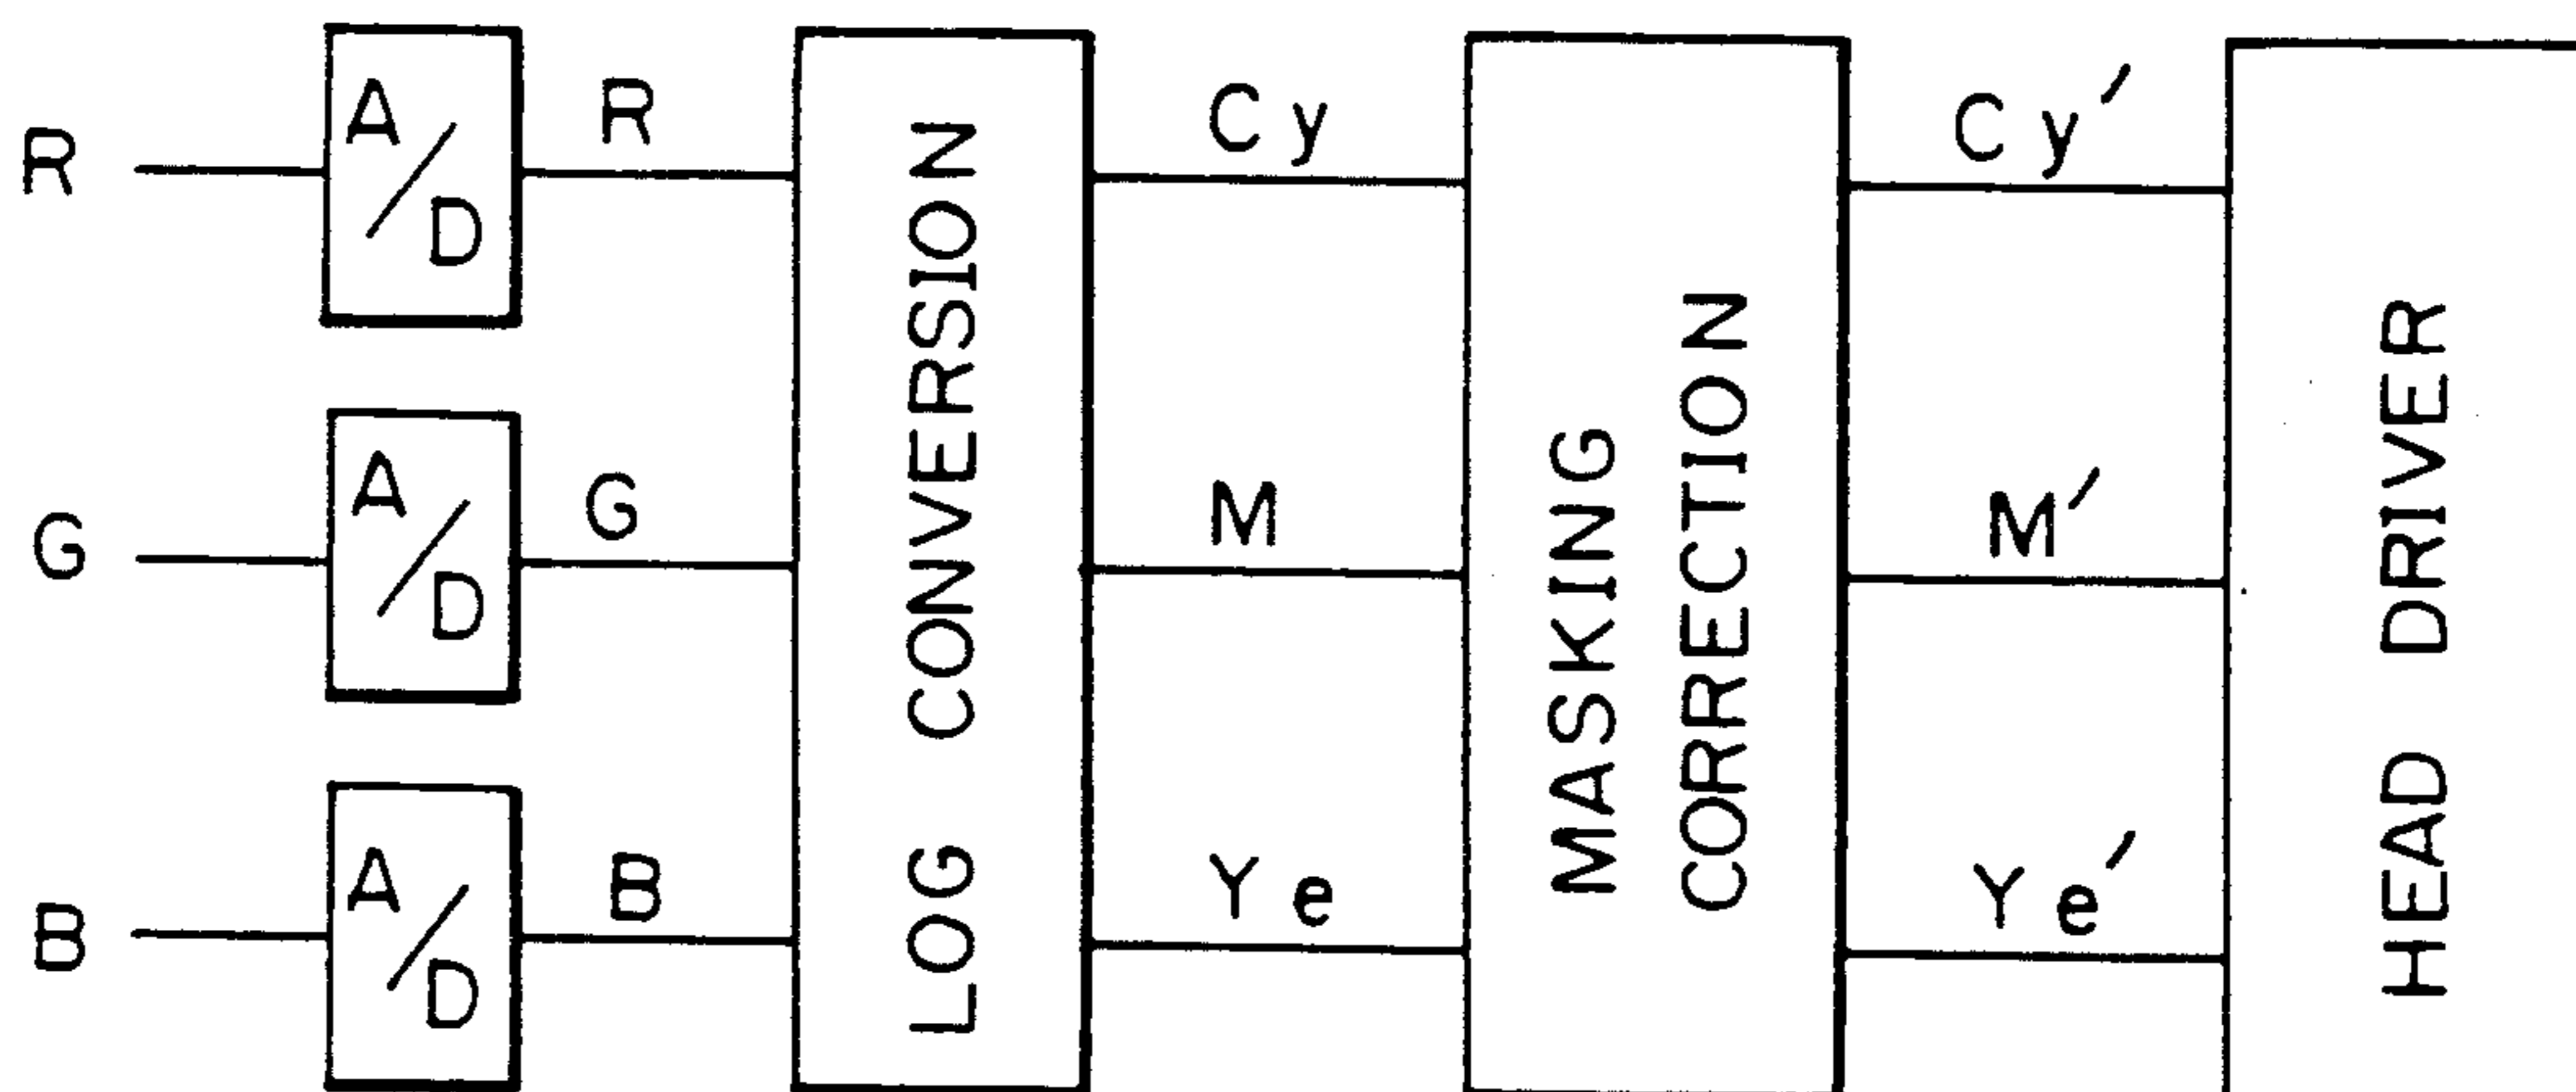 R
A/D
R
G
A/D
G
B
A/D
B
LOG CONVERSION
Cy
M
Ye
MASKING
CORRECTION
Cy′
M′
Ye′
HEAD DRIVER